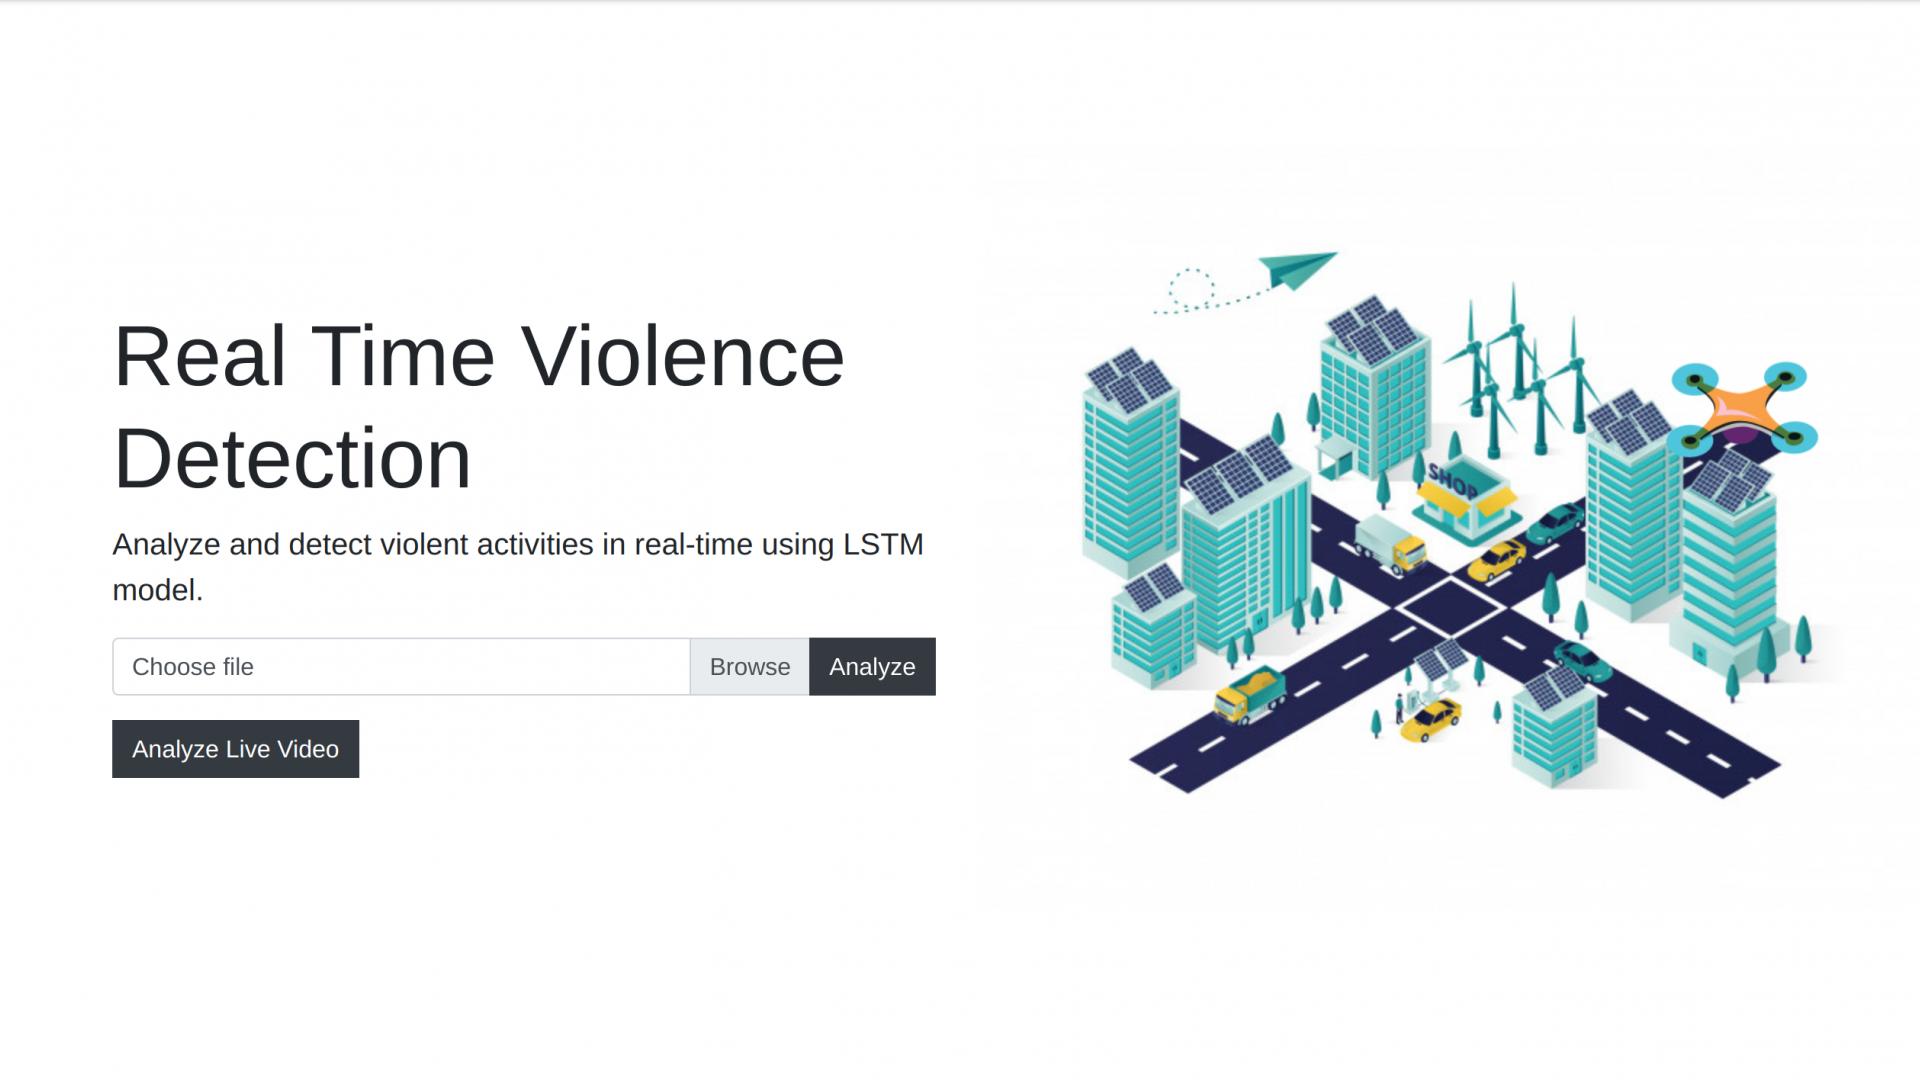 Real Time Violence
Detection
Analyze and detect violent activities in real-time using LSTM
model.
Choose file
Browse
Analyze
Analyze Live Video
SHOP